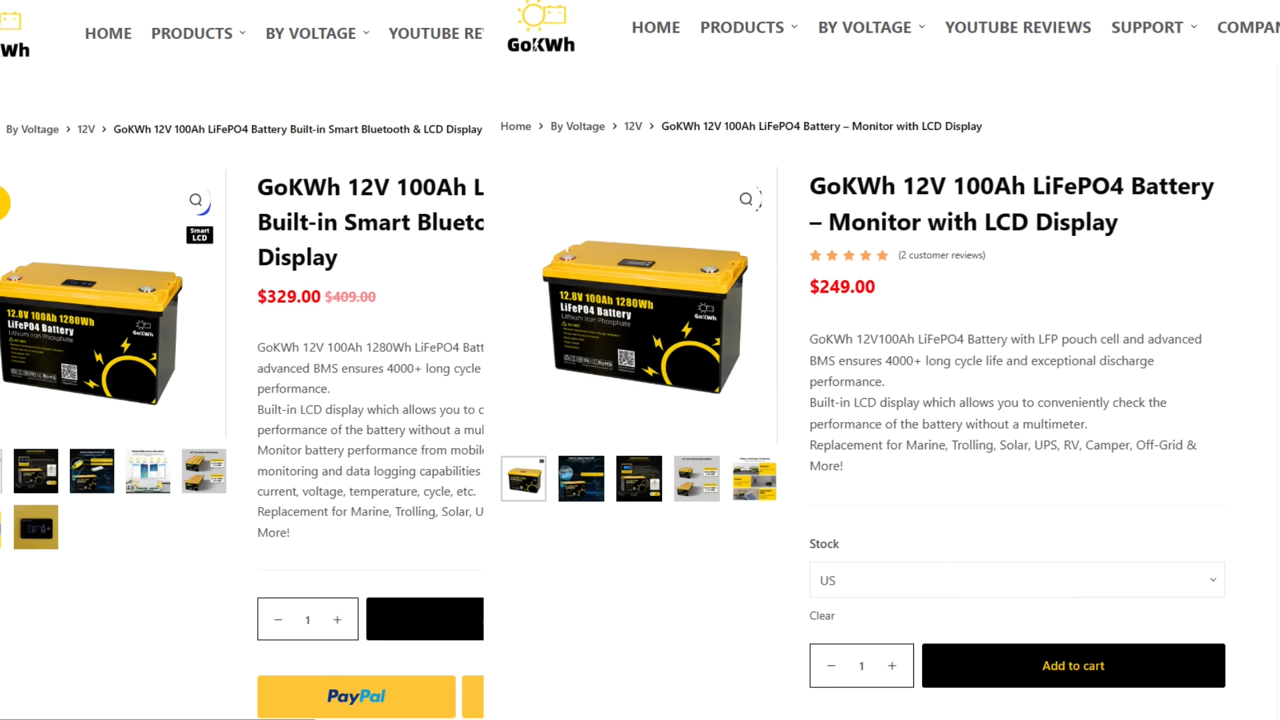 Wh
HOME
PRODUCTS
BY VOLTAGE
YOUTUBE RE
By Voltage > 12V > GoKWh 12V 100Ah LiFePO4 Battery Built-in Smart Bluetooth & LCD Display
Smart
LCD
12.8V 100Ah 1280Wh
LiFePO4 Battery
Lithium Iron Phosphate
GoKWh
GoKWh 12V 100Ah L
Built-in Smart Blueto
Display
$329.00 $409.00
GoKWh 12V 100Ah 1280Wh LiFePO4 Batt
advanced BMS ensures 4000+ long cycle
performance.
Built-in LCD display which allows you to c
performance of the battery without a mul
Monitor battery performance from mobile
monitoring and data logging capabilities
current, voltage, temperature, cycle, etc.
Replacement for Marine, Trolling, Solar, U
More!
− 1 +
PayPal
GoKWh
HOME
PRODUCTS
BY VOLTAGE
YOUTUBE REVIEWS
SUPPORT
COMPAN
Home > By Voltage > 12V > GoKWh 12V 100Ah LiFePO4 Battery – Monitor with LCD Display
12.8V 100Ah 1280Wh
LiFePO4 Battery
Lithium Iron Phosphate
GoKWh
GoKWh 12V 100Ah LiFePO4 Battery
– Monitor with LCD Display
(2 customer reviews)
$249.00
GoKWh 12V100Ah LiFePO4 Battery with LFP pouch cell and advanced
BMS ensures 4000+ long cycle life and exceptional discharge
performance.
Built-in LCD display which allows you to conveniently check the
performance of the battery without a multimeter.
Replacement for Marine, Trolling, Solar, UPS, RV, Camper, Off-Grid &
More!
Stock
US
Clear
− 1 +
Add to cart